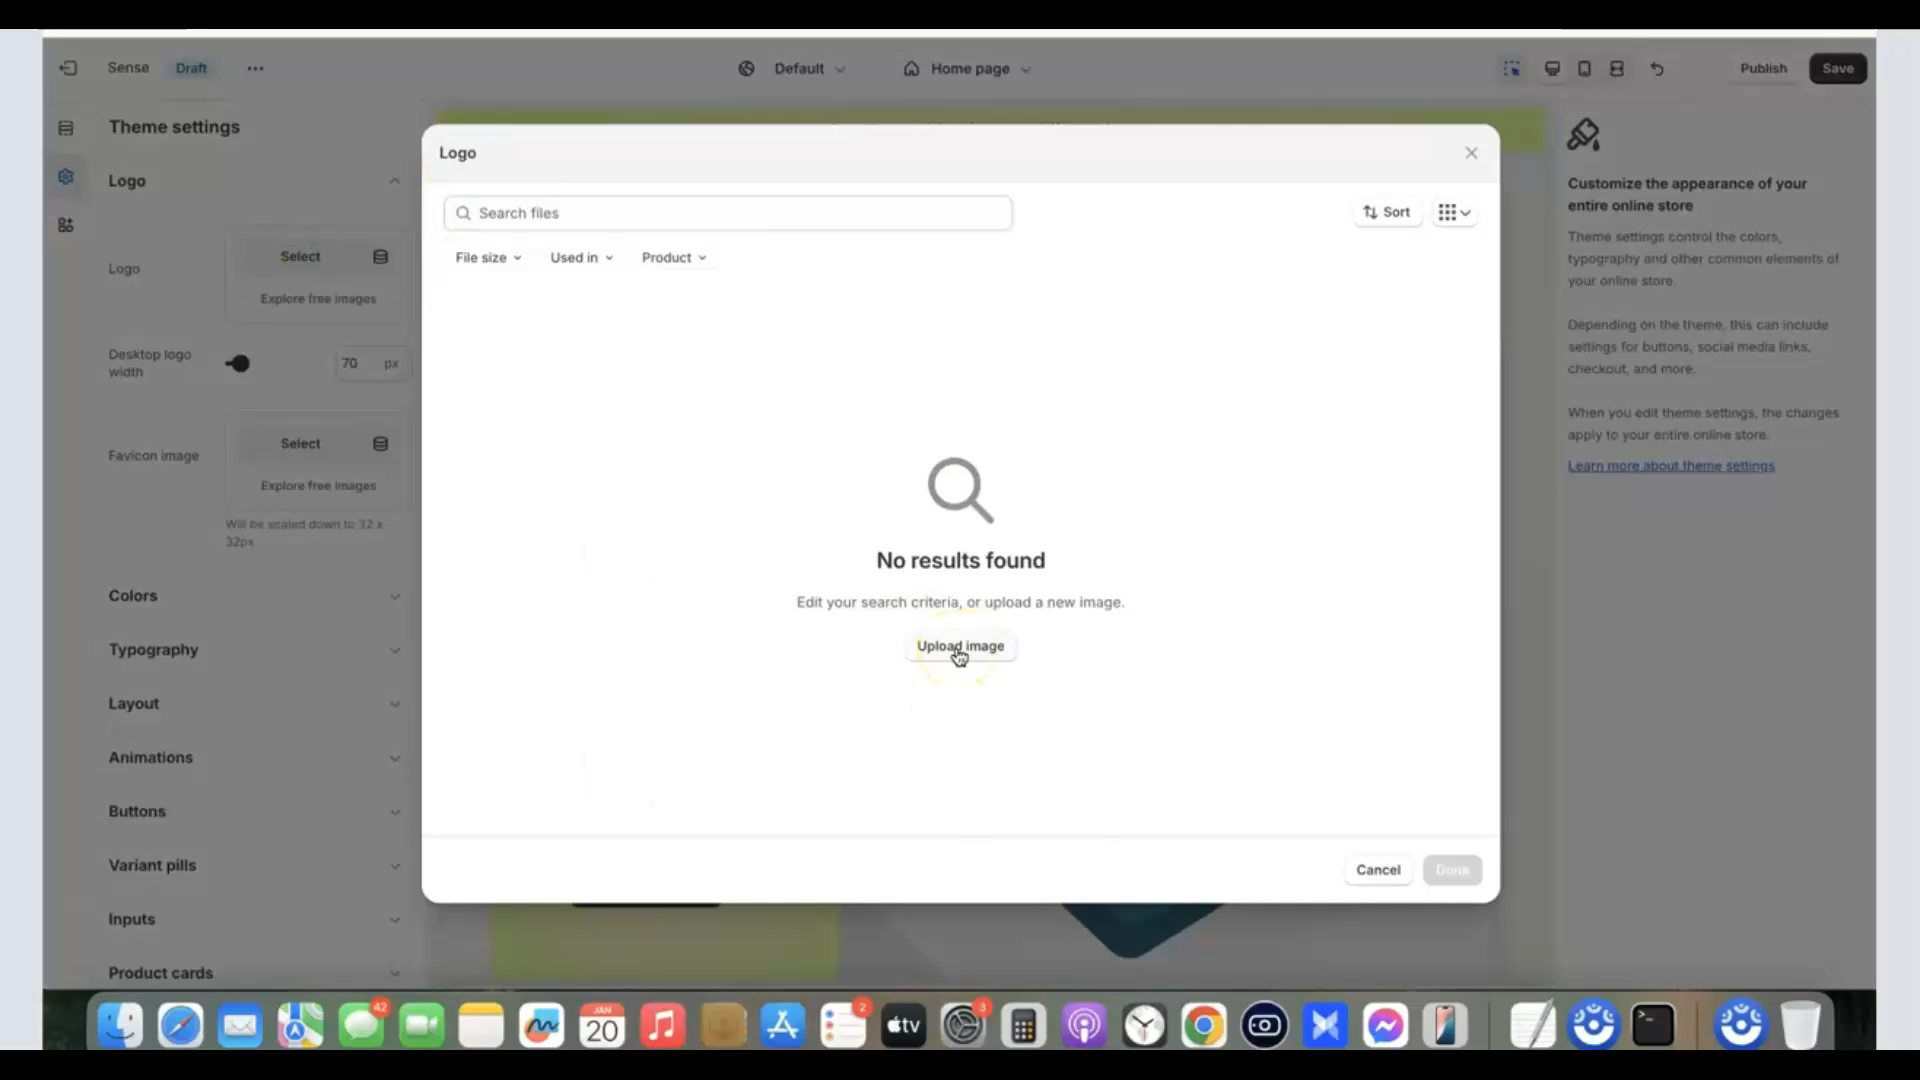 Sense
Draft
Default
Home page
Publish
Save
Theme settings
Logo
Logo
Select
Explore free images
Desktop logo
width
70
px
Favicon image
Select
Explore free images
Will be scaled down to 32 x
32px
Colors
Typography
Layout
Animations
Buttons
Variant pills
Inputs
Product cards
Logo
Search files
Sort
File size
Used in
Product
No results found
Edit your search criteria, or upload a new image.
Upload image
Cancel
Done
Customize the appearance of your
entire online store
Theme settings control the colors,
typography and other common elements of
your online store.
Depending on the theme, this can include
settings for buttons, social media links,
checkout, and more.
When you edit theme settings, the changes
apply to your entire online store.
Learn more about theme settings
42
JAN
20
2
tv
3